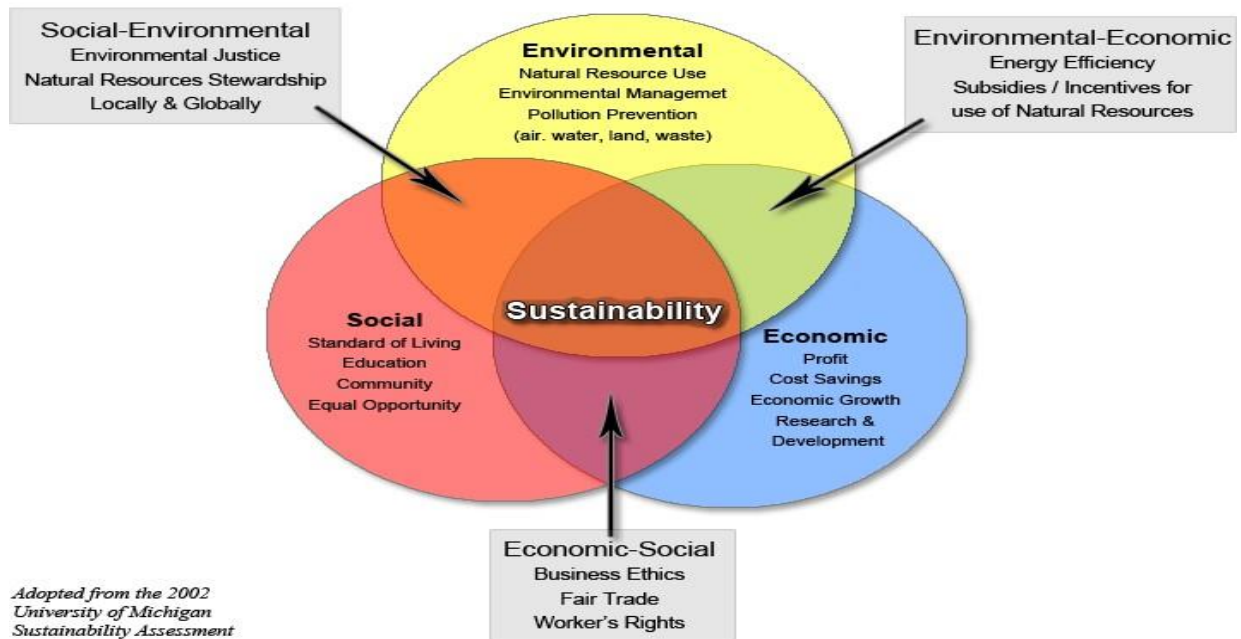 Social-Environmental
Environmental Justice
Natural Resources Stewardship
Locally & Globally
Environmental
Natural Resource Use
Environmental Managemet
Pollution Prevention
(air. water, land, waste)
Environmental-Economic
Energy Efficiency
Subsidies / Incentives for
use of Natural Resources
Sustainability
Social
Standard of Living
Education
Community
Equal Opportunity
Economic
Profit
Cost Savings
Economic Growth
Research &
Development
Economic-Social
Business Ethics
Fair Trade
Worker's Rights
Adopted from the 2002
University of Michigan
Sustainability Assessment